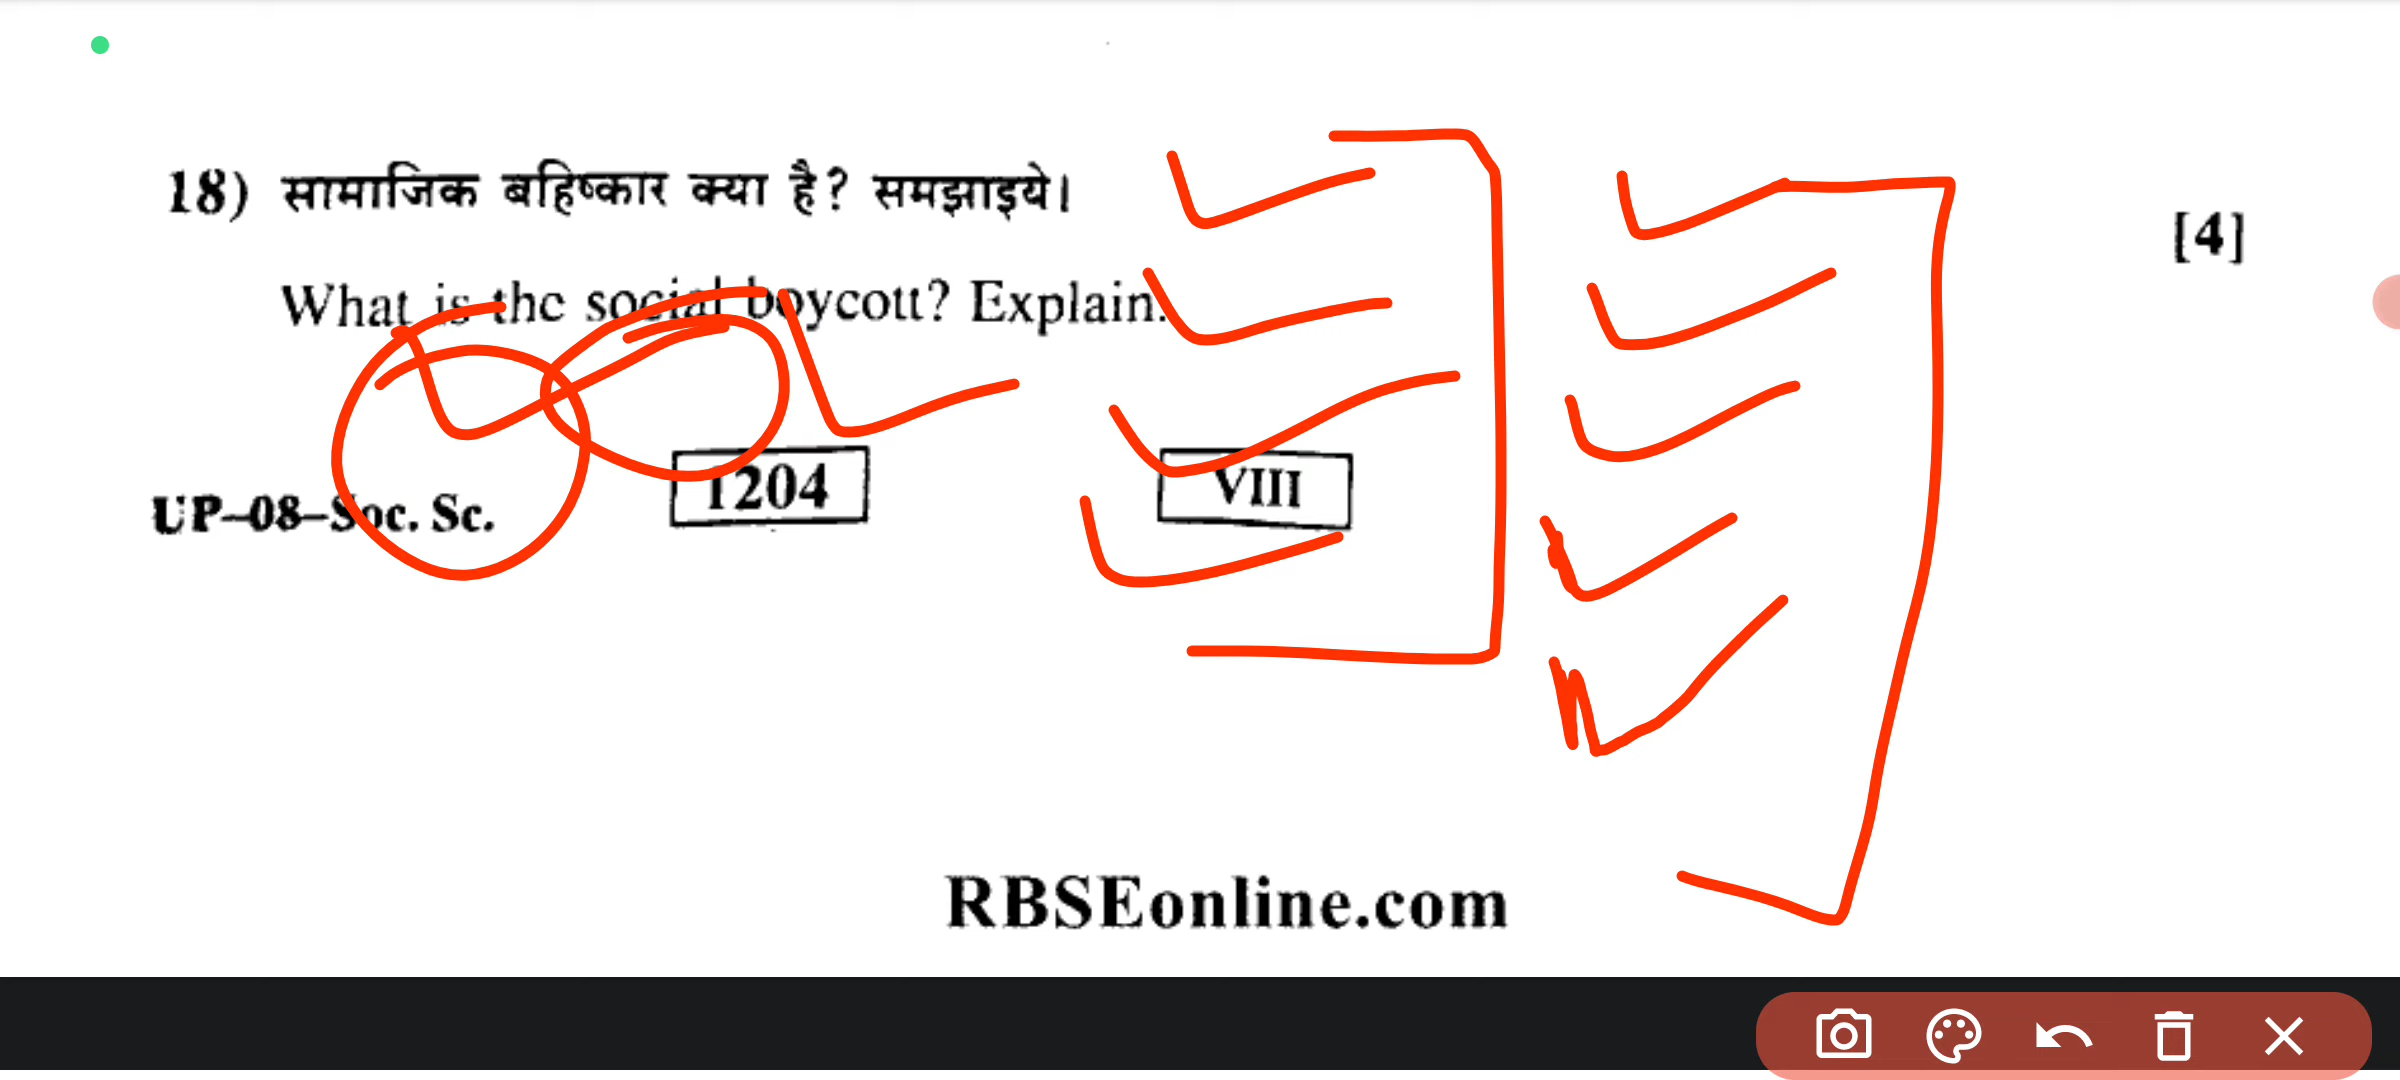 18) सामाजिक बहिष्कार क्या है? समझाइये।
[4]
What is the social boycott? Explain.
UP–08–Soc. Sc.
1204
VIII
RBSEonline.com